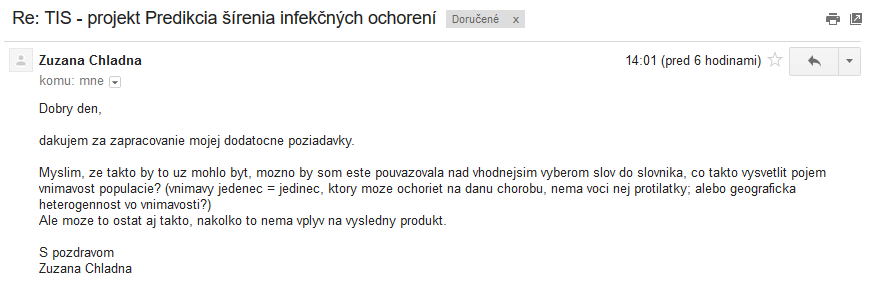 Re: TIS - projekt Predikcia šírenia infekčných ochorení Doručené x
Zuzana Chladna 14:01 (pred 6 hodinami)
komu: mne
Dobry den,
dakujem za zapracovanie mojej dodatocne poziadavky.
Myslim, ze takto by to uz mohlo byt, mozno by som este pouvazovala nad vhodnejsim vyberom slov do slovnika, co takto vysvetlit pojem
vnimavost populacie? (vnimavy jedenec = jedinec, ktory moze ochoriet na danu chorobu, nema voci nej protilatky; alebo geograficka
heterogennost vo vnimavosti?)
Ale moze to ostat aj takto, nakolko to nema vplyv na vysledny produkt.
S pozdravom
Zuzana Chladna